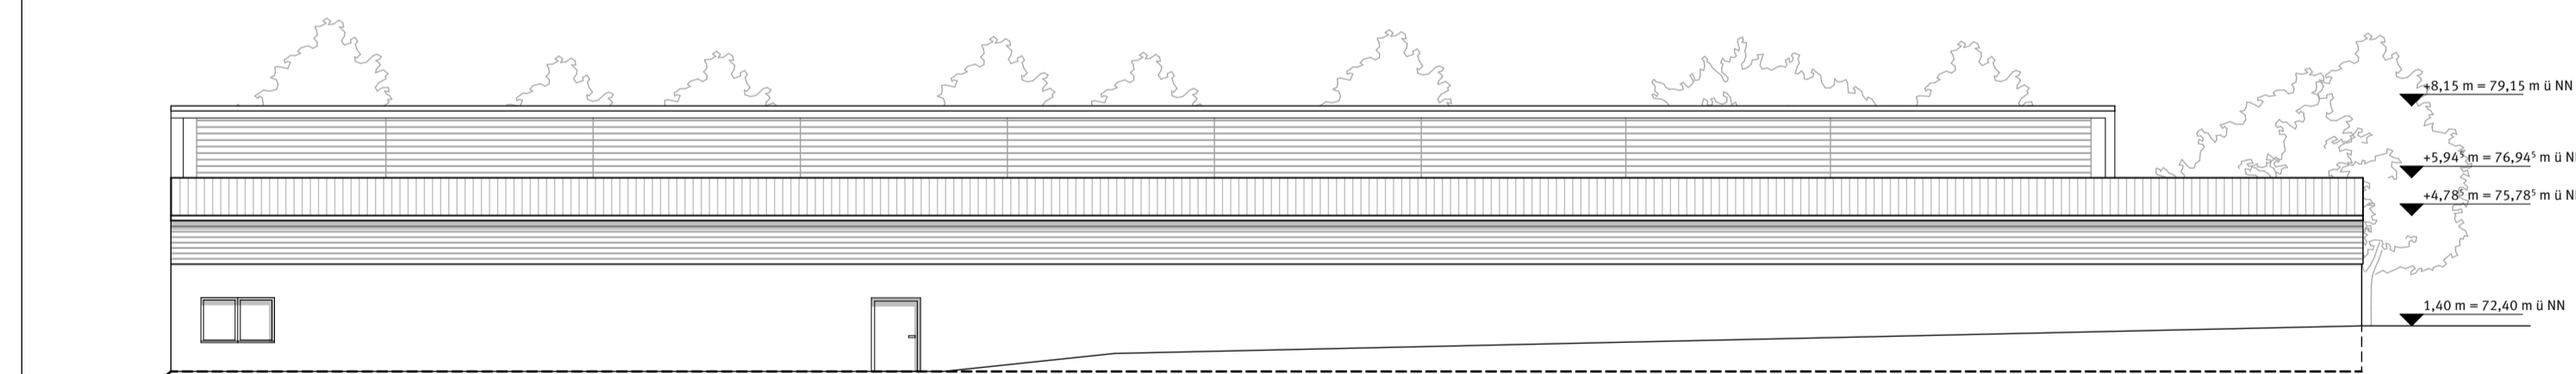 +8,15 m = 79,15 m ü NN
+5,94⁵ m = 76,94⁵ m ü N
+4,78⁵ m = 75,78⁵ m ü N
1,40 m = 72,40 m ü NN